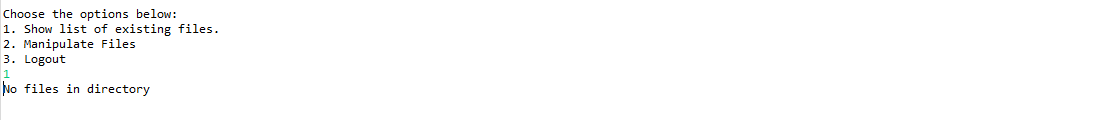 Choose the options below:
1. Show list of existing files.
2. Manipulate Files
3. Logout
1
No files in directory